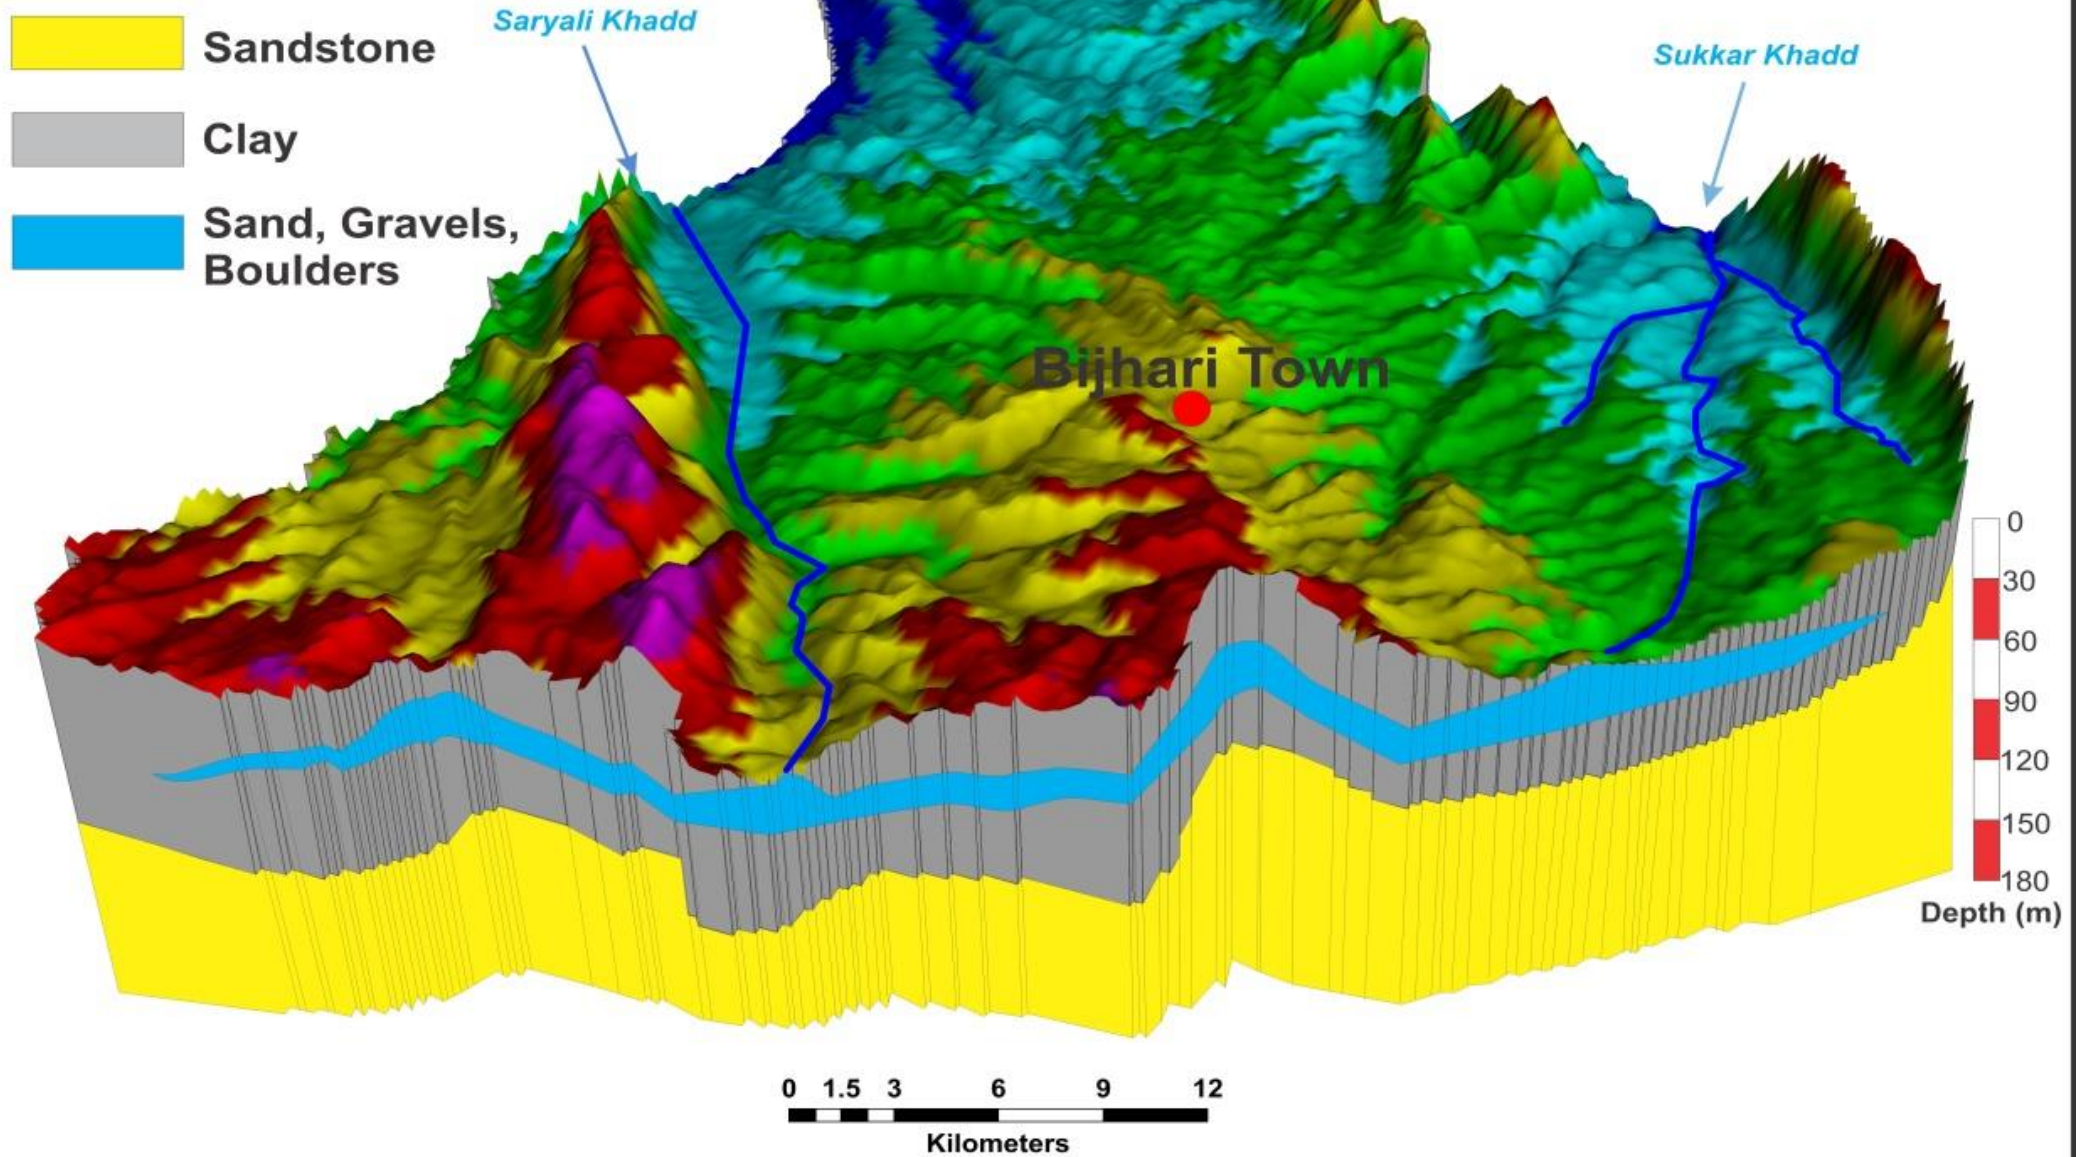 Sandstone
Clay
Sand, Gravels,
Boulders
Saryali Khadd
Sukkar Khadd
Bijhari Town
0
30
60
90
120
150
180
Depth (m)
0 1.5 3 6 9 12
Kilometers